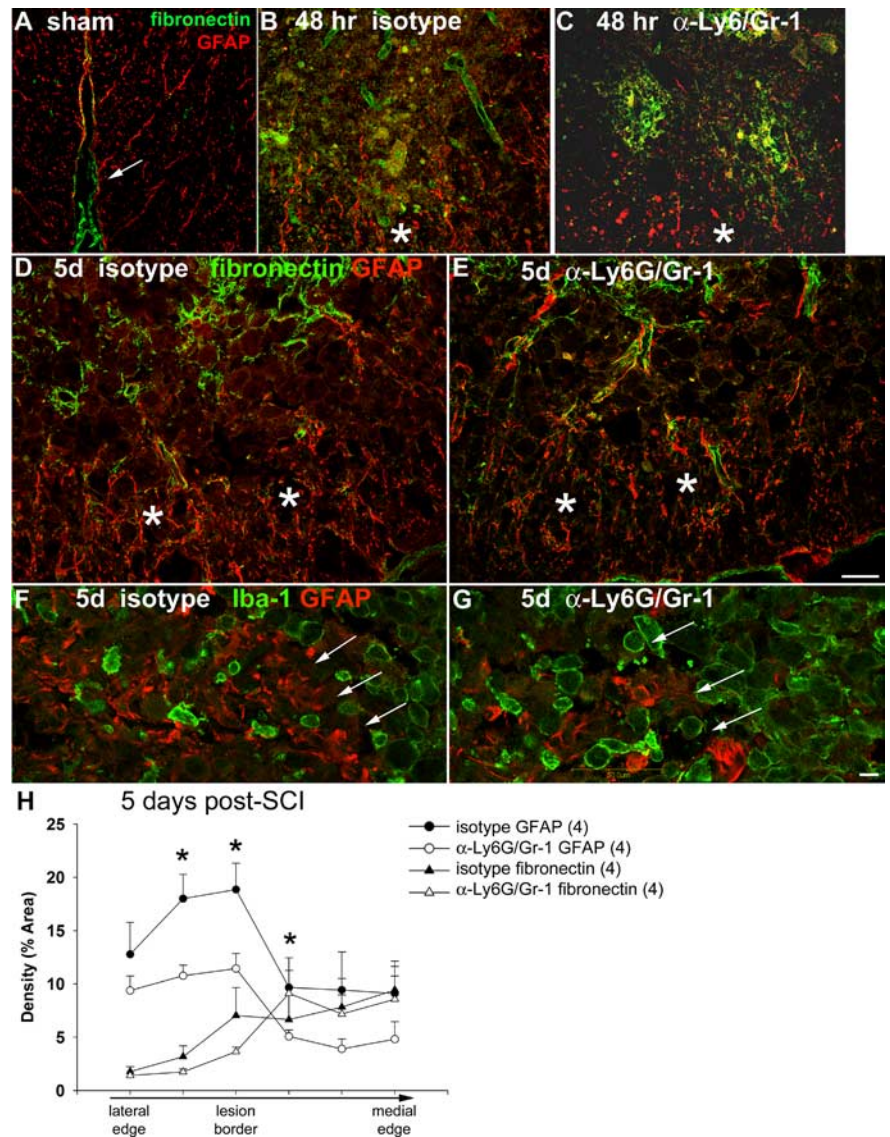 A sham fibronectin
GFAP
B 48 hr isotype
C 48 hr α-Ly6/Gr-1
*
*
D 5d isotype fibronectin GFAP
E 5d α-Ly6G/Gr-1
* *
* *
F 5d isotype Iba-1 GFAP
G 5d α-Ly6G/Gr-1
H 5 days post-SCI
isotype GFAP (4)
α-Ly6G/Gr-1 GFAP (4)
isotype fibronectin (4)
α-Ly6G/Gr-1 fibronectin (4)
Density (% Area)
25
20
15
10
5
0
* * *
lateral edge
lesion border
medial edge